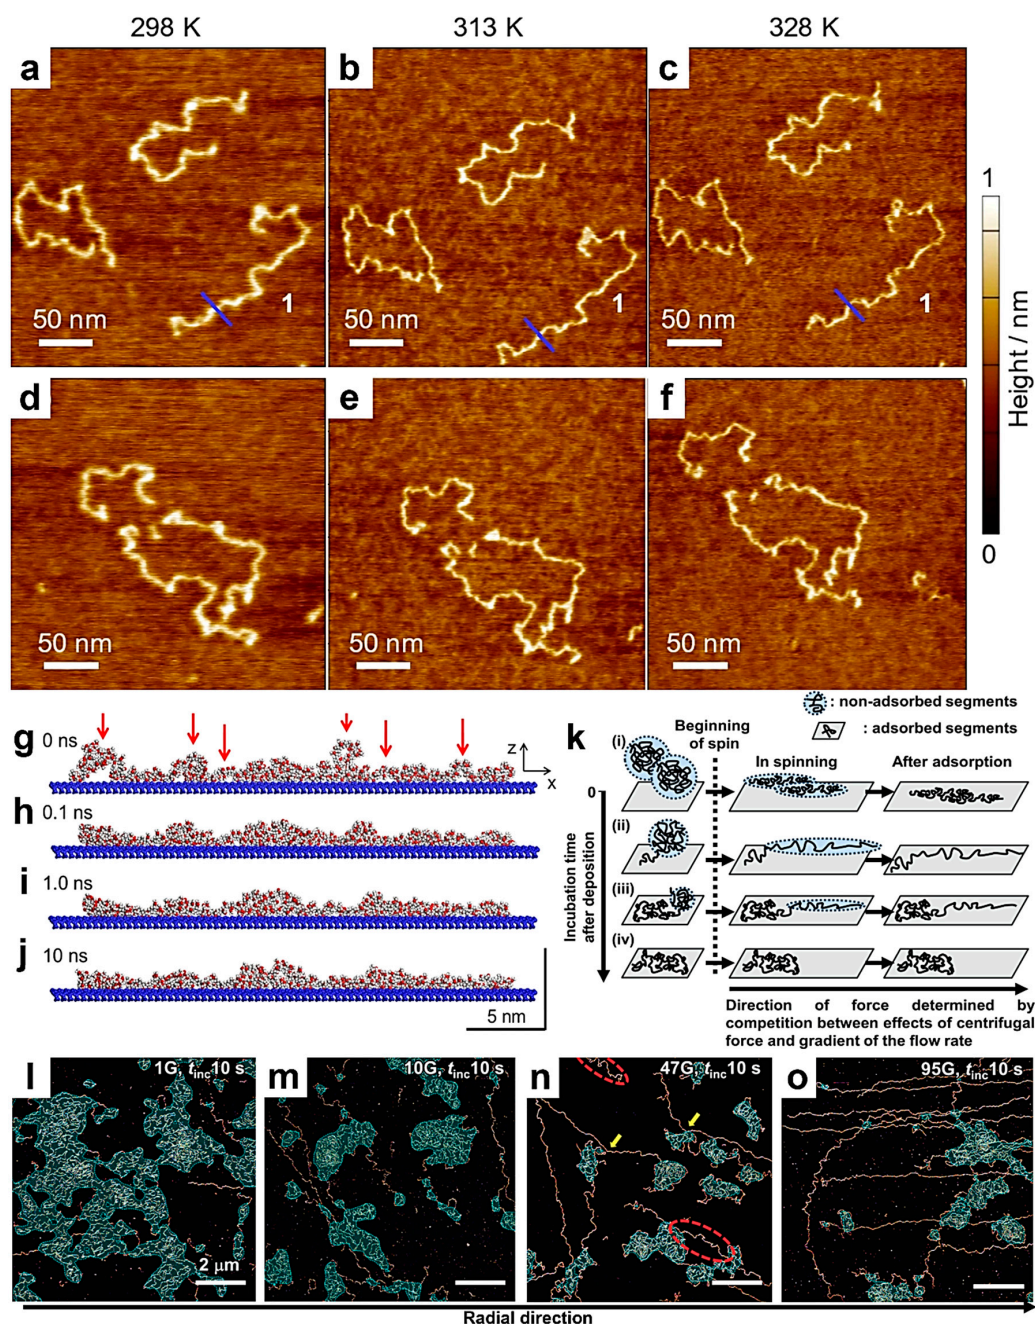 298 K
313 K
328 K
a
b
c
1
1
50 nm
50 nm
50 nm
1
Height / nm
0
d
e
f
50 nm
50 nm
50 nm
g
0 ns
z
x
h
0.1 ns
i
1.0 ns
j
10 ns
5 nm
: non-adsorbed segments
: adsorbed segments
k
Beginning
of spin
In spinning
After adsorption
(i)
0
(ii)
(iii)
(iv)
Incubation time
after deposition
Direction of force determined by
competition between effects of centrifugal
force and gradient of the flow rate
l
1G, tinc10 s
2 μm
m
10G, tinc10 s
n
47G, tinc10 s
o
95G, tinc10 s
Radial direction